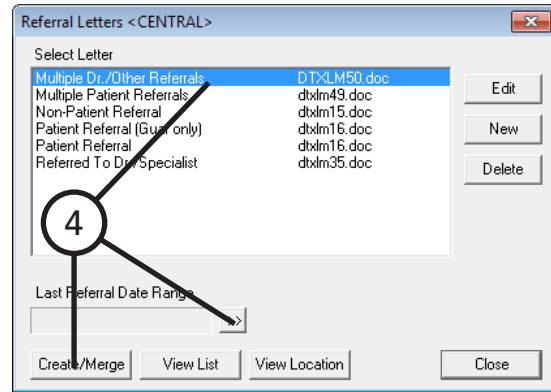 Referral Letters <CENTRAL>
Select Letter
Multiple Dr./Other Referrals DTXLM50.doc
Multiple Patient Referrals dtxlm49.doc
Non-Patient Referral dtxlm15.doc
Patient Referral (Guar only) dtxlm16.doc
Patient Referral dtxlm16.doc
Referred To Dr./Specialist dtxlm35.doc
Edit
New
Delete
4
Last Referral Date Range
>>
Create/Merge View List View Location Close